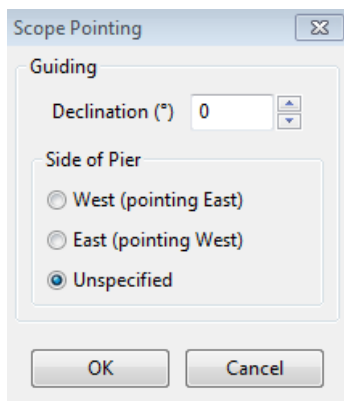 Scope Pointing
Guiding
Declination (°) 0
Side of Pier
West (pointing East)
East (pointing West)
Unspecified
OK Cancel